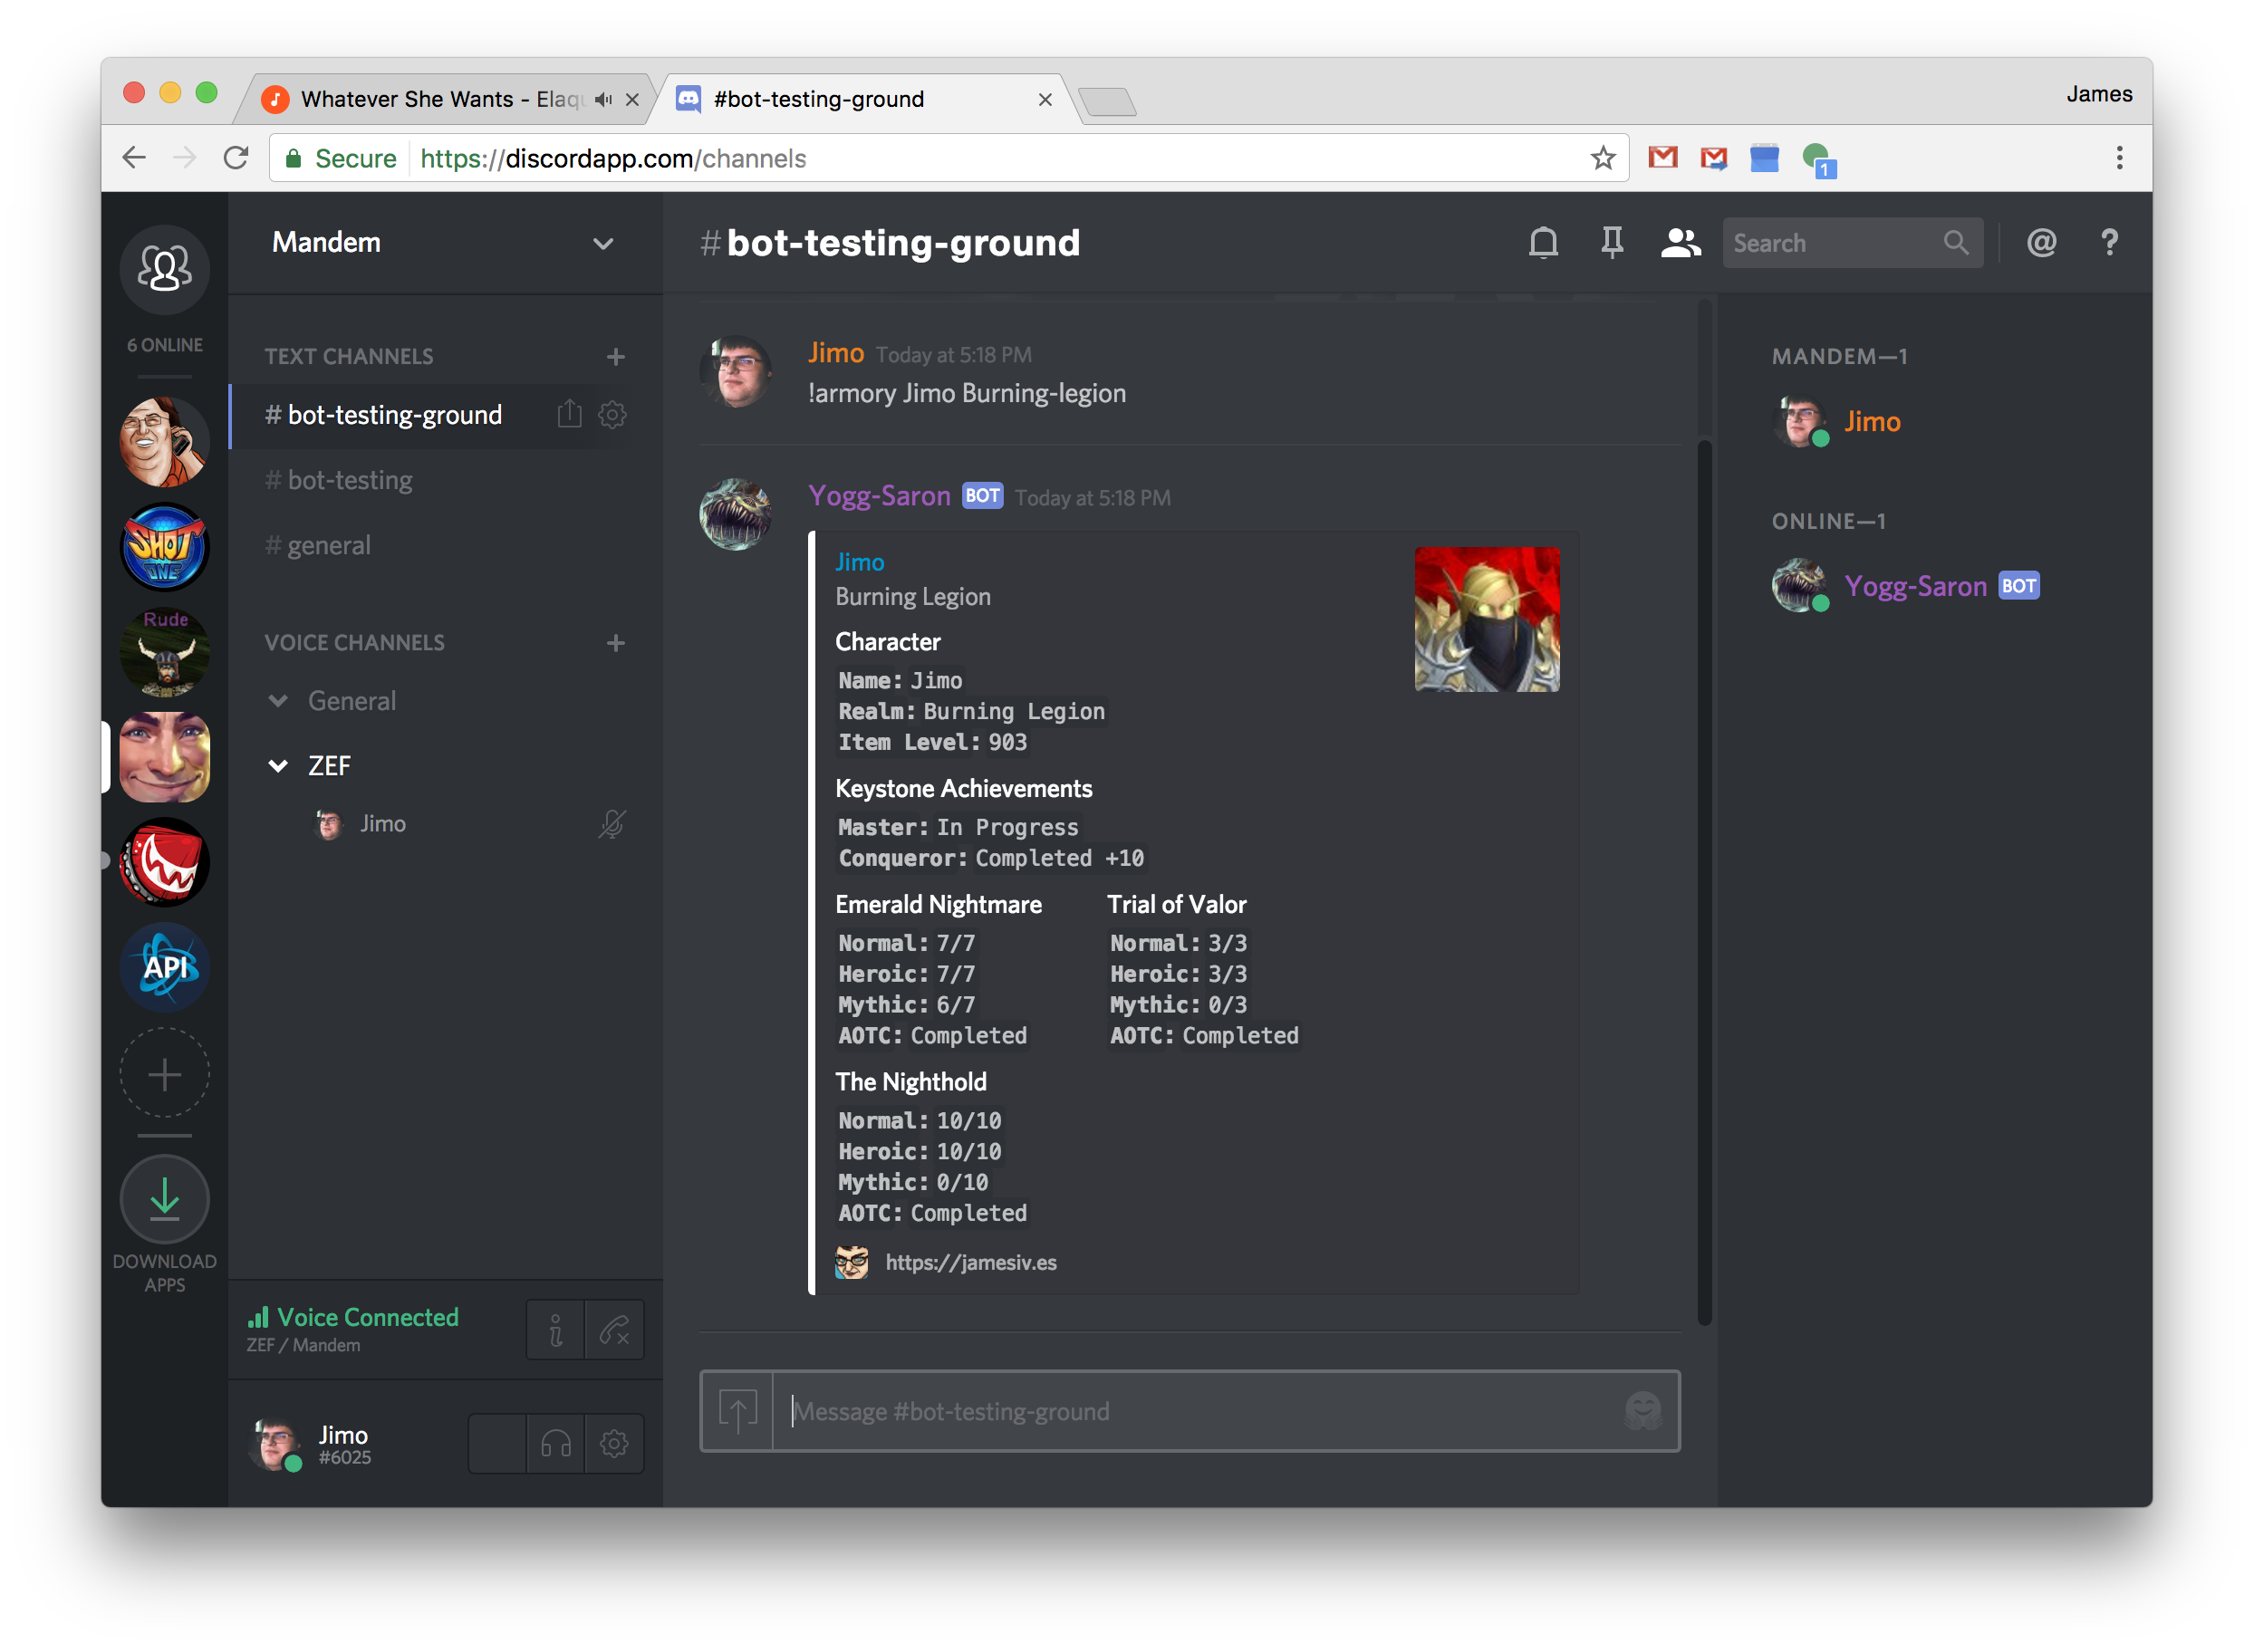 Whatever She Wants - Elaqu
#bot-testing-ground
James
Secure https://discordapp.com/channels
1
Mandem
#bot-testing-ground
Search
@
?
6 ONLINE
SHOT
ONE
Rude
API
DOWNLOAD
APPS
TEXT CHANNELS
# bot-testing-ground
# bot-testing
# general
VOICE CHANNELS
General
ZEF
Jimo
Voice Connected
ZEF / Mandem
Jimo
#6025
Jimo Today at 5:18 PM
!armory Jimo Burning-legion
Yogg-Saron BOT Today at 5:18 PM
Jimo
Burning Legion
Character
Name: Jimo
Realm: Burning Legion
Item Level: 903
Keystone Achievements
Master: In Progress
Conqueror: Completed +10
Emerald Nightmare
Normal: 7/7
Heroic: 7/7
Mythic: 6/7
AOTC: Completed
Trial of Valor
Normal: 3/3
Heroic: 3/3
Mythic: 0/3
AOTC: Completed
The Nighthold
Normal: 10/10
Heroic: 10/10
Mythic: 0/10
AOTC: Completed
https://jamesiv.es
Message #bot-testing-ground
MANDEM—1
Jimo
ONLINE—1
Yogg-Saron BOT